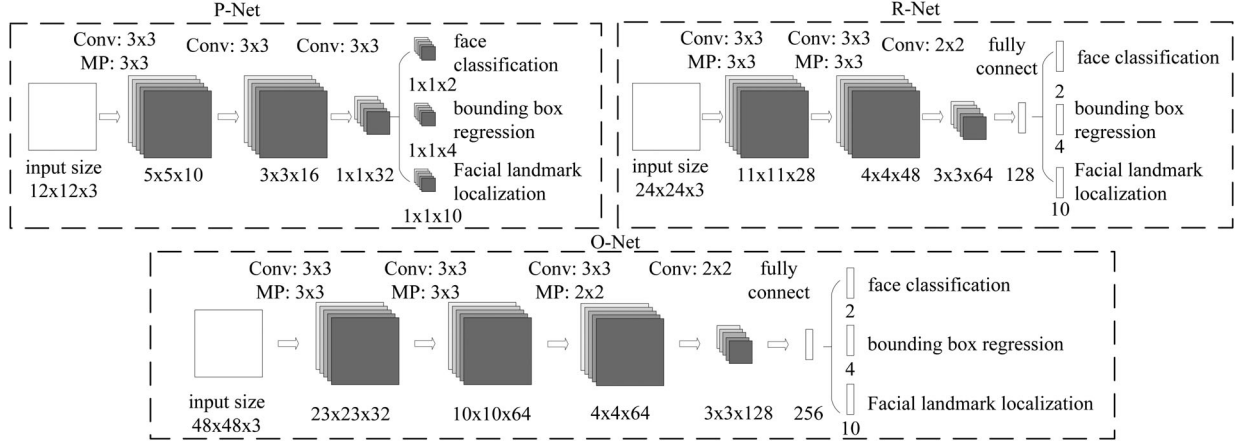 P-Net
Conv: 3x3
MP: 3x3
Conv: 3x3
Conv: 3x3
face
classification
1x1x2
bounding box
regression
1x1x4
Facial landmark
localization
1x1x10
input size
12x12x3
5x5x10
3x3x16
1x1x32
R-Net
Conv: 3x3
MP: 3x3
Conv: 3x3
MP: 3x3
Conv: 2x2
fully
connect
face classification
2
bounding box
regression
4
Facial landmark
localization
10
input size
24x24x3
11x11x28
4x4x48
3x3x64
128
O-Net
Conv: 3x3
MP: 3x3
Conv: 3x3
MP: 3x3
Conv: 3x3
MP: 2x2
Conv: 2x2
fully
connect
face classification
2
bounding box regression
4
Facial landmark localization
10
input size
48x48x3
23x23x32
10x10x64
4x4x64
3x3x128
256